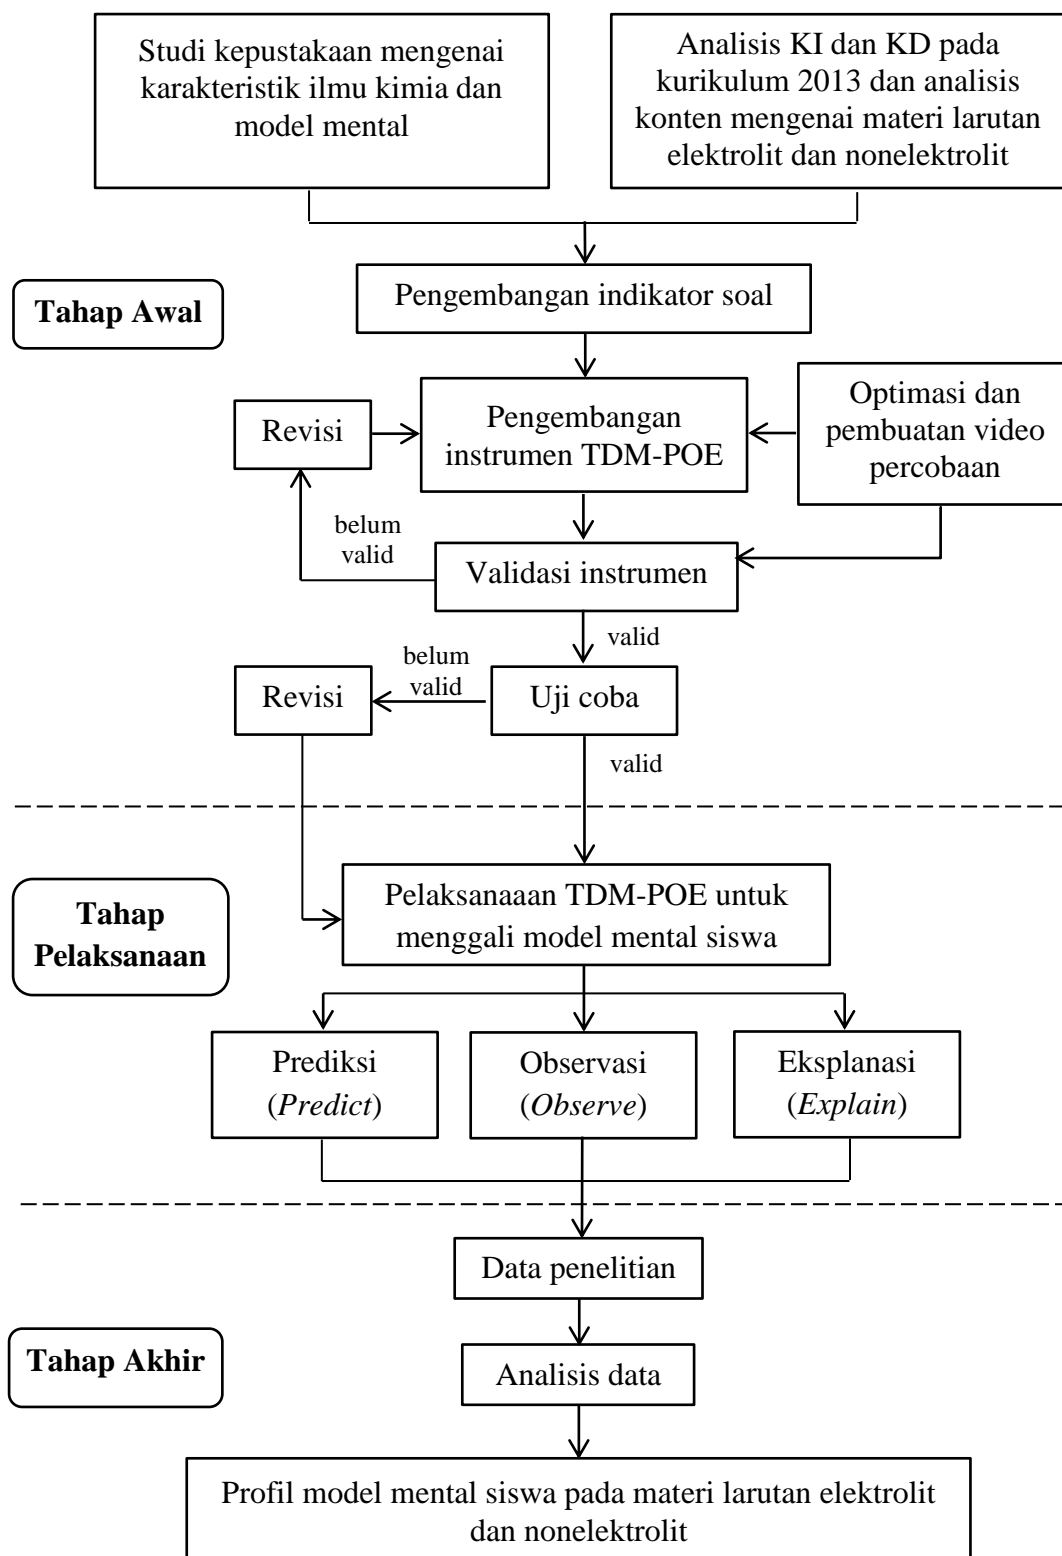 Studi kepustakaan mengenai
karakteristik ilmu kimia dan
model mental
Analisis KI dan KD pada
kurikulum 2013 dan analisis
konten mengenai materi larutan
elektrolit dan nonelektrolit
Tahap Awal
Pengembangan indikator soal
Revisi
Pengembangan
instrumen TDM-POE
Optimasi dan
pembuatan video
percobaan
belum
valid
Validasi instrumen
valid
belum
valid
Revisi
Uji coba
valid
Tahap
Pelaksanaan
Pelaksanaaan TDM-POE untuk
menggali model mental siswa
Prediksi
(Predict)
Observasi
(Observe)
Eksplanasi
(Explain)
Data penelitian
Tahap Akhir
Analisis data
Profil model mental siswa pada materi larutan elektrolit
dan nonelektrolit